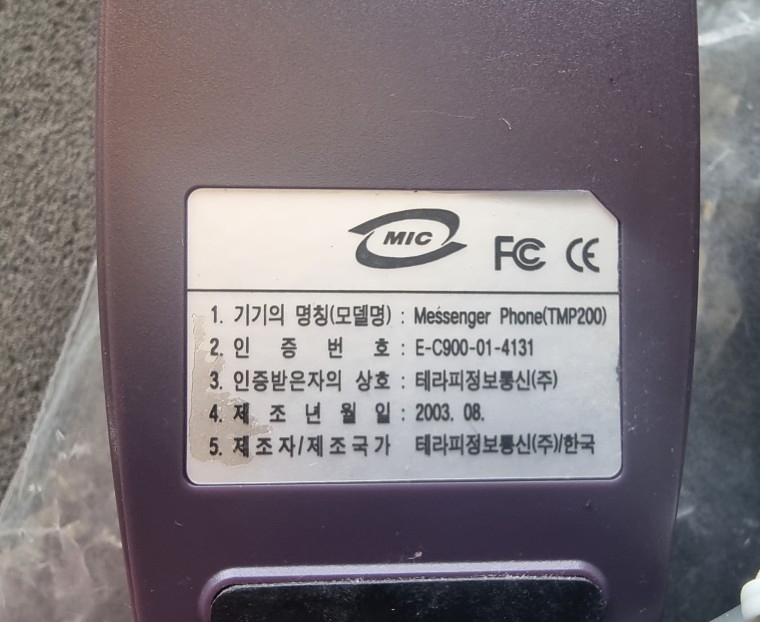 MIC FC CE
1. 기기의 명칭(모델명) : Messenger Phone(TMP200)
2. 인 증 번 호 : E-C900-01-4131
3. 인증받은자의 상호 : 테라피정보통신(주)
4. 제 조 년 월 일 : 2003. 08.
5. 제조자/제조국가 테라피정보통신(주)/한국